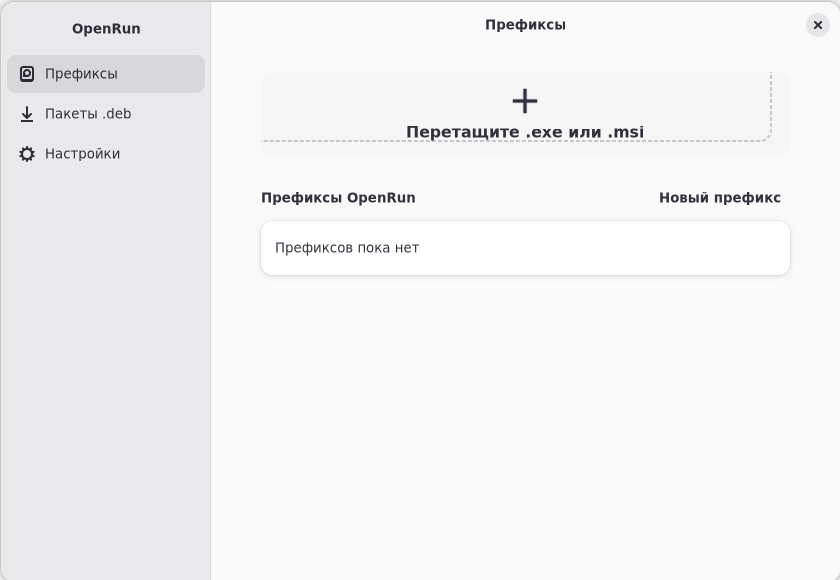 OpenRun
Префиксы
Пакеты .deb
Настройки
Префиксы
Перетащите .exe или .msi
Префиксы OpenRun
Новый префикс
Префиксов пока нет